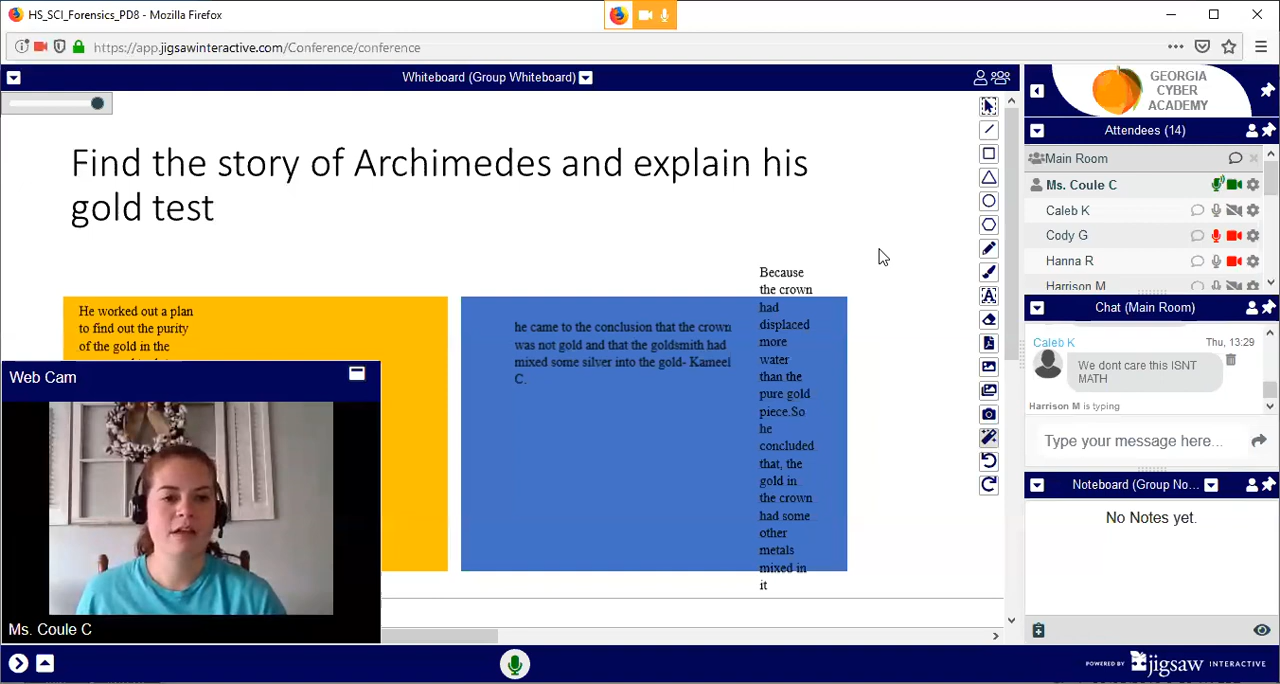 HS_SCI_Forensics_PD8 - Mozilla Firefox
https://app.jigsawinteractive.com/Conference/conference
Whiteboard (Group Whiteboard)
Find the story of Archimedes and explain his
gold test
He worked out a plan
to find out the purity
of the gold in the
he came to the conclusion that the crown
was not gold and that the goldsmith had
mixed some silver into the gold- Kameel
C.
Because
the crown
had
displaced
more
water
than the
pure gold
piece.So
he
concluded
that, the
gold in
the crown
had some
other
metals
mixed in
it
Web Cam
Ms. Coule C
GEORGIA
CYBER
ACADEMY
Attendees (14)
Main Room
Ms. Coule C
Caleb K
Cody G
Hanna R
Harrison M
Chat (Main Room)
Caleb K Thu, 13:29
We dont care this ISNT
MATH
Harrison M is typing
Type your message here...
Noteboard (Group No...
No Notes yet.
POWERED BY jigsaw INTERACTIVE